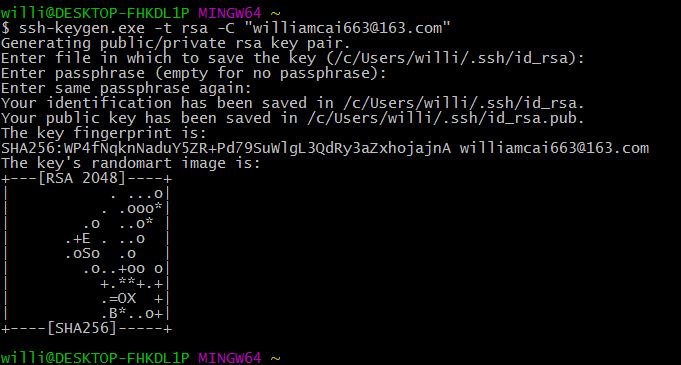 willi@DESKTOP-FHKDL1P MINGW64 ~
$ ssh-keygen.exe -t rsa -C "williamcai663@163.com"
Generating public/private rsa key pair.
Enter file in which to save the key (/c/Users/willi/.ssh/id_rsa):
Enter passphrase (empty for no passphrase):
Enter same passphrase again:
Your identification has been saved in /c/Users/willi/.ssh/id_rsa.
Your public key has been saved in /c/Users/willi/.ssh/id_rsa.pub.
The key fingerprint is:
SHA256:WP4fNqknNaduY5ZR+Pd79SuWlgL3QdRy3aZxhojajnA williamcai663@163.com
The key's randomart image is:
+---[RSA 2048]----+
|           . ...o|
|          . .ooo*|
|        .o  ..o* |
|      .+E . ..o  |
|      .oSo  .o   |
|        .o..+oo o|
|          +.**+.+|
|          .=OX  +|
|          .B*..o+|
+----[SHA256]-----+
willi@DESKTOP-FHKDL1P MINGW64 ~